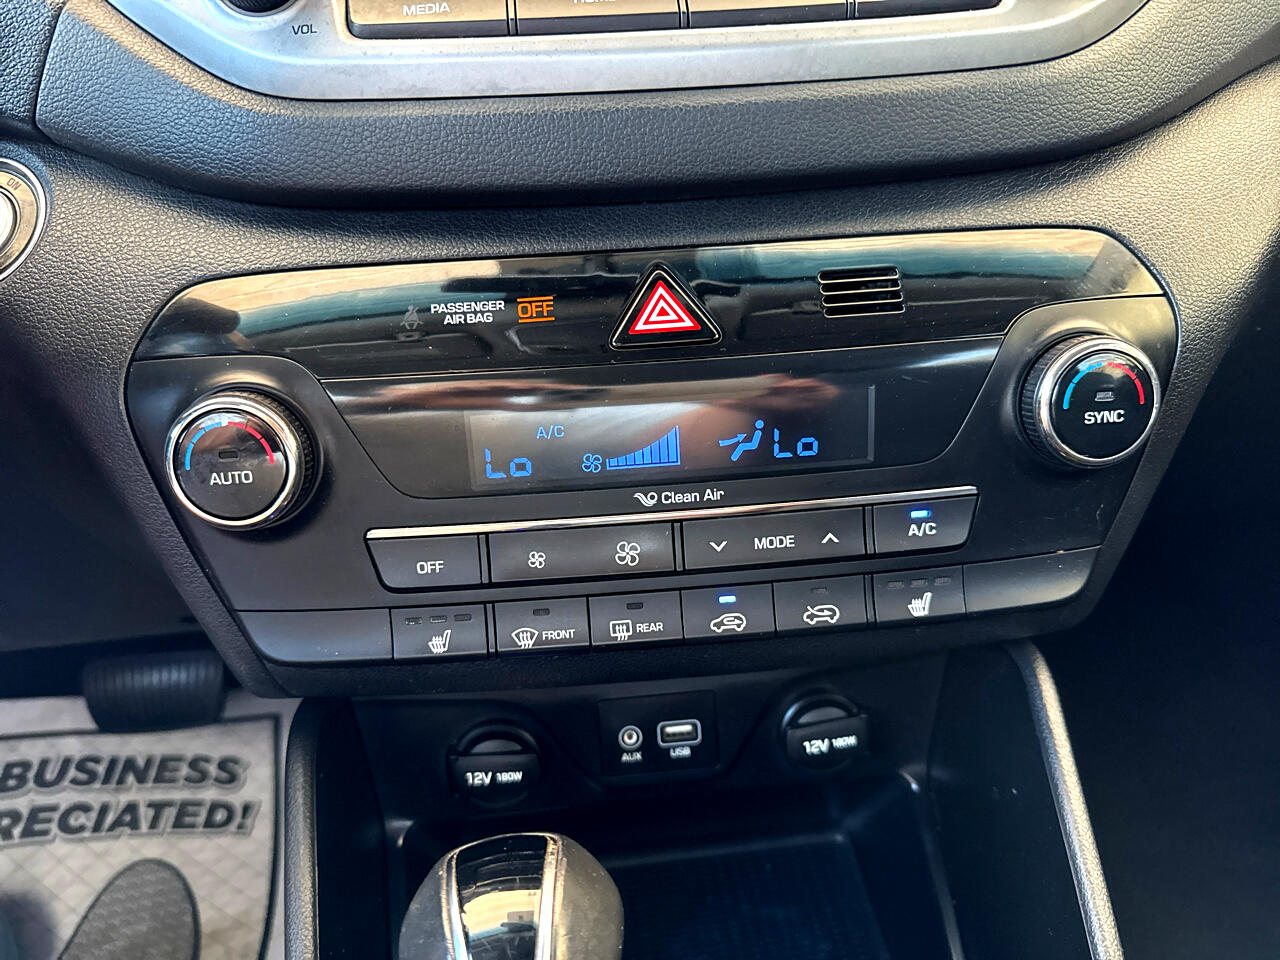 MEDIA
VOL
ON
PASSENGER
AIR BAG
OFF
A/C
Lo
Lo
AUTO
SYNC
Clean Air
OFF
MODE
A/C
FRONT
REAR
AUX
USB
12V 180W
12V 180W
BUSINESS
RECIATED!